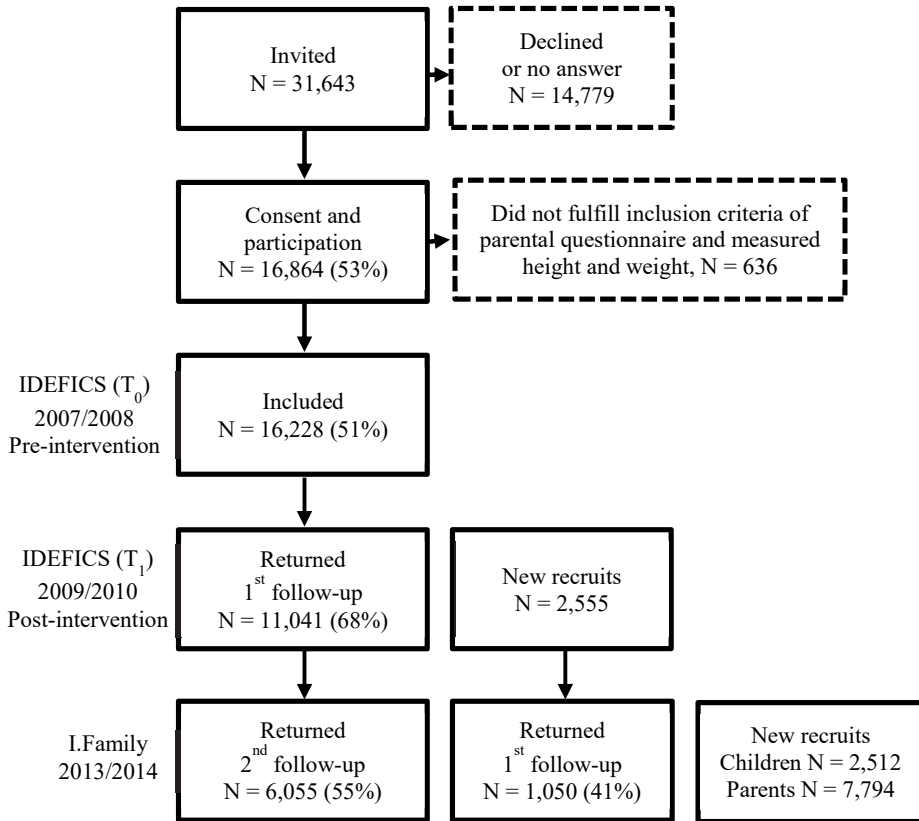 Invited
N = 31,643
Declined
or no answer
N = 14,779
Consent and
participation
N = 16,864 (53%)
Did not fulfill inclusion criteria of
parental questionnaire and measured
height and weight, N = 636
IDEFICS (T0)
2007/2008
Pre-intervention
Included
N = 16,228 (51%)
IDEFICS (T1)
2009/2010
Post-intervention
Returned
1st follow-up
N = 11,041 (68%)
New recruits
N = 2,555
I.Family
2013/2014
Returned
2nd follow-up
N = 6,055 (55%)
Returned
1st follow-up
N = 1,050 (41%)
New recruits
Children N = 2,512
Parents N = 7,794